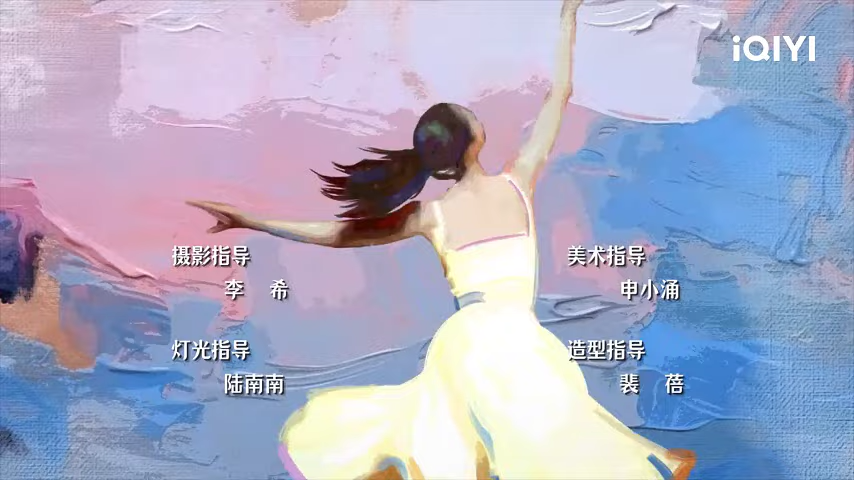 iQIYI
摄影指导
李 希
美术指导
申小涌
灯光指导
陆南南
造型指导
裴 蓓